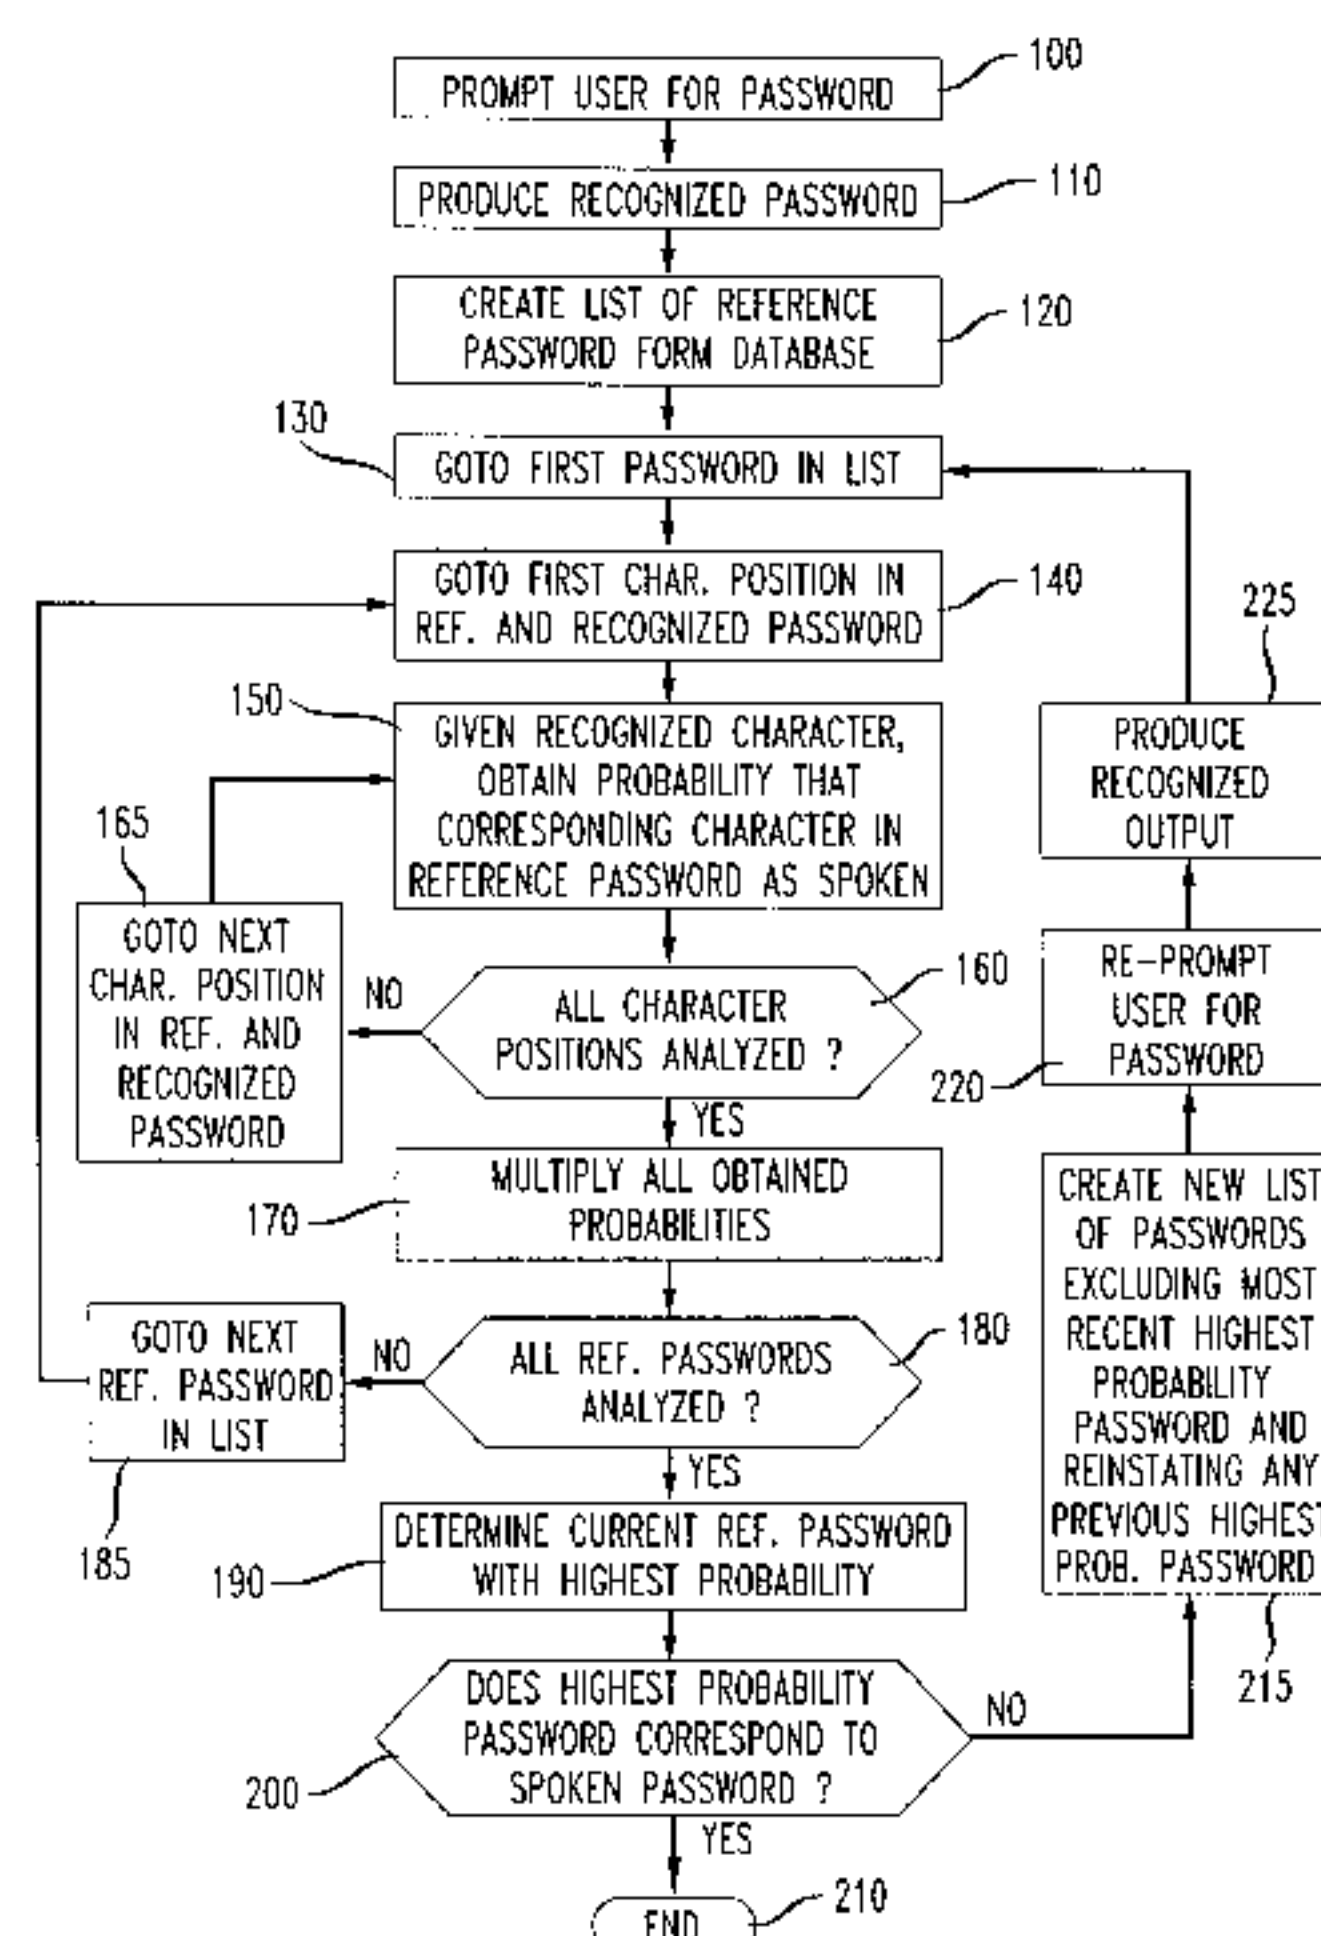 100
PROMPT USER FOR PASSWORD
110
PRODUCE RECOGNIZED PASSWORD
120
CREATE LIST OF REFERENCE
PASSWORD FORM DATABASE
130
GOTO FIRST PASSWORD IN LIST
140
GOTO FIRST CHAR. POSITION IN
REF. AND RECOGNIZED PASSWORD
150
GIVEN RECOGNIZED CHARACTER,
OBTAIN PROBABILITY THAT
CORRESPONDING CHARACTER IN
REFERENCE PASSWORD AS SPOKEN
160
ALL CHARACTER
POSITIONS ANALYZED ?
NO
165
GOTO NEXT
CHAR. POSITION
IN REF. AND
RECOGNIZED
PASSWORD
YES
170
MULTIPLY ALL OBTAINED
PROBABILITIES
180
ALL REF. PASSWORDS
ANALYZED ?
NO
GOTO NEXT
REF. PASSWORD
IN LIST
185
YES
190
DETERMINE CURRENT REF. PASSWORD
WITH HIGHEST PROBABILITY
200
DOES HIGHEST PROBABILITY
PASSWORD CORRESPOND TO
SPOKEN PASSWORD ?
YES
210
END
NO
215
CREATE NEW LIST
OF PASSWORDS
EXCLUDING MOST
RECENT HIGHEST
PROBABILITY
PASSWORD AND
REINSTATING ANY
PREVIOUS HIGHEST
PROB. PASSWORD
220
RE-PROMPT
USER FOR
PASSWORD
225
PRODUCE
RECOGNIZED
OUTPUT